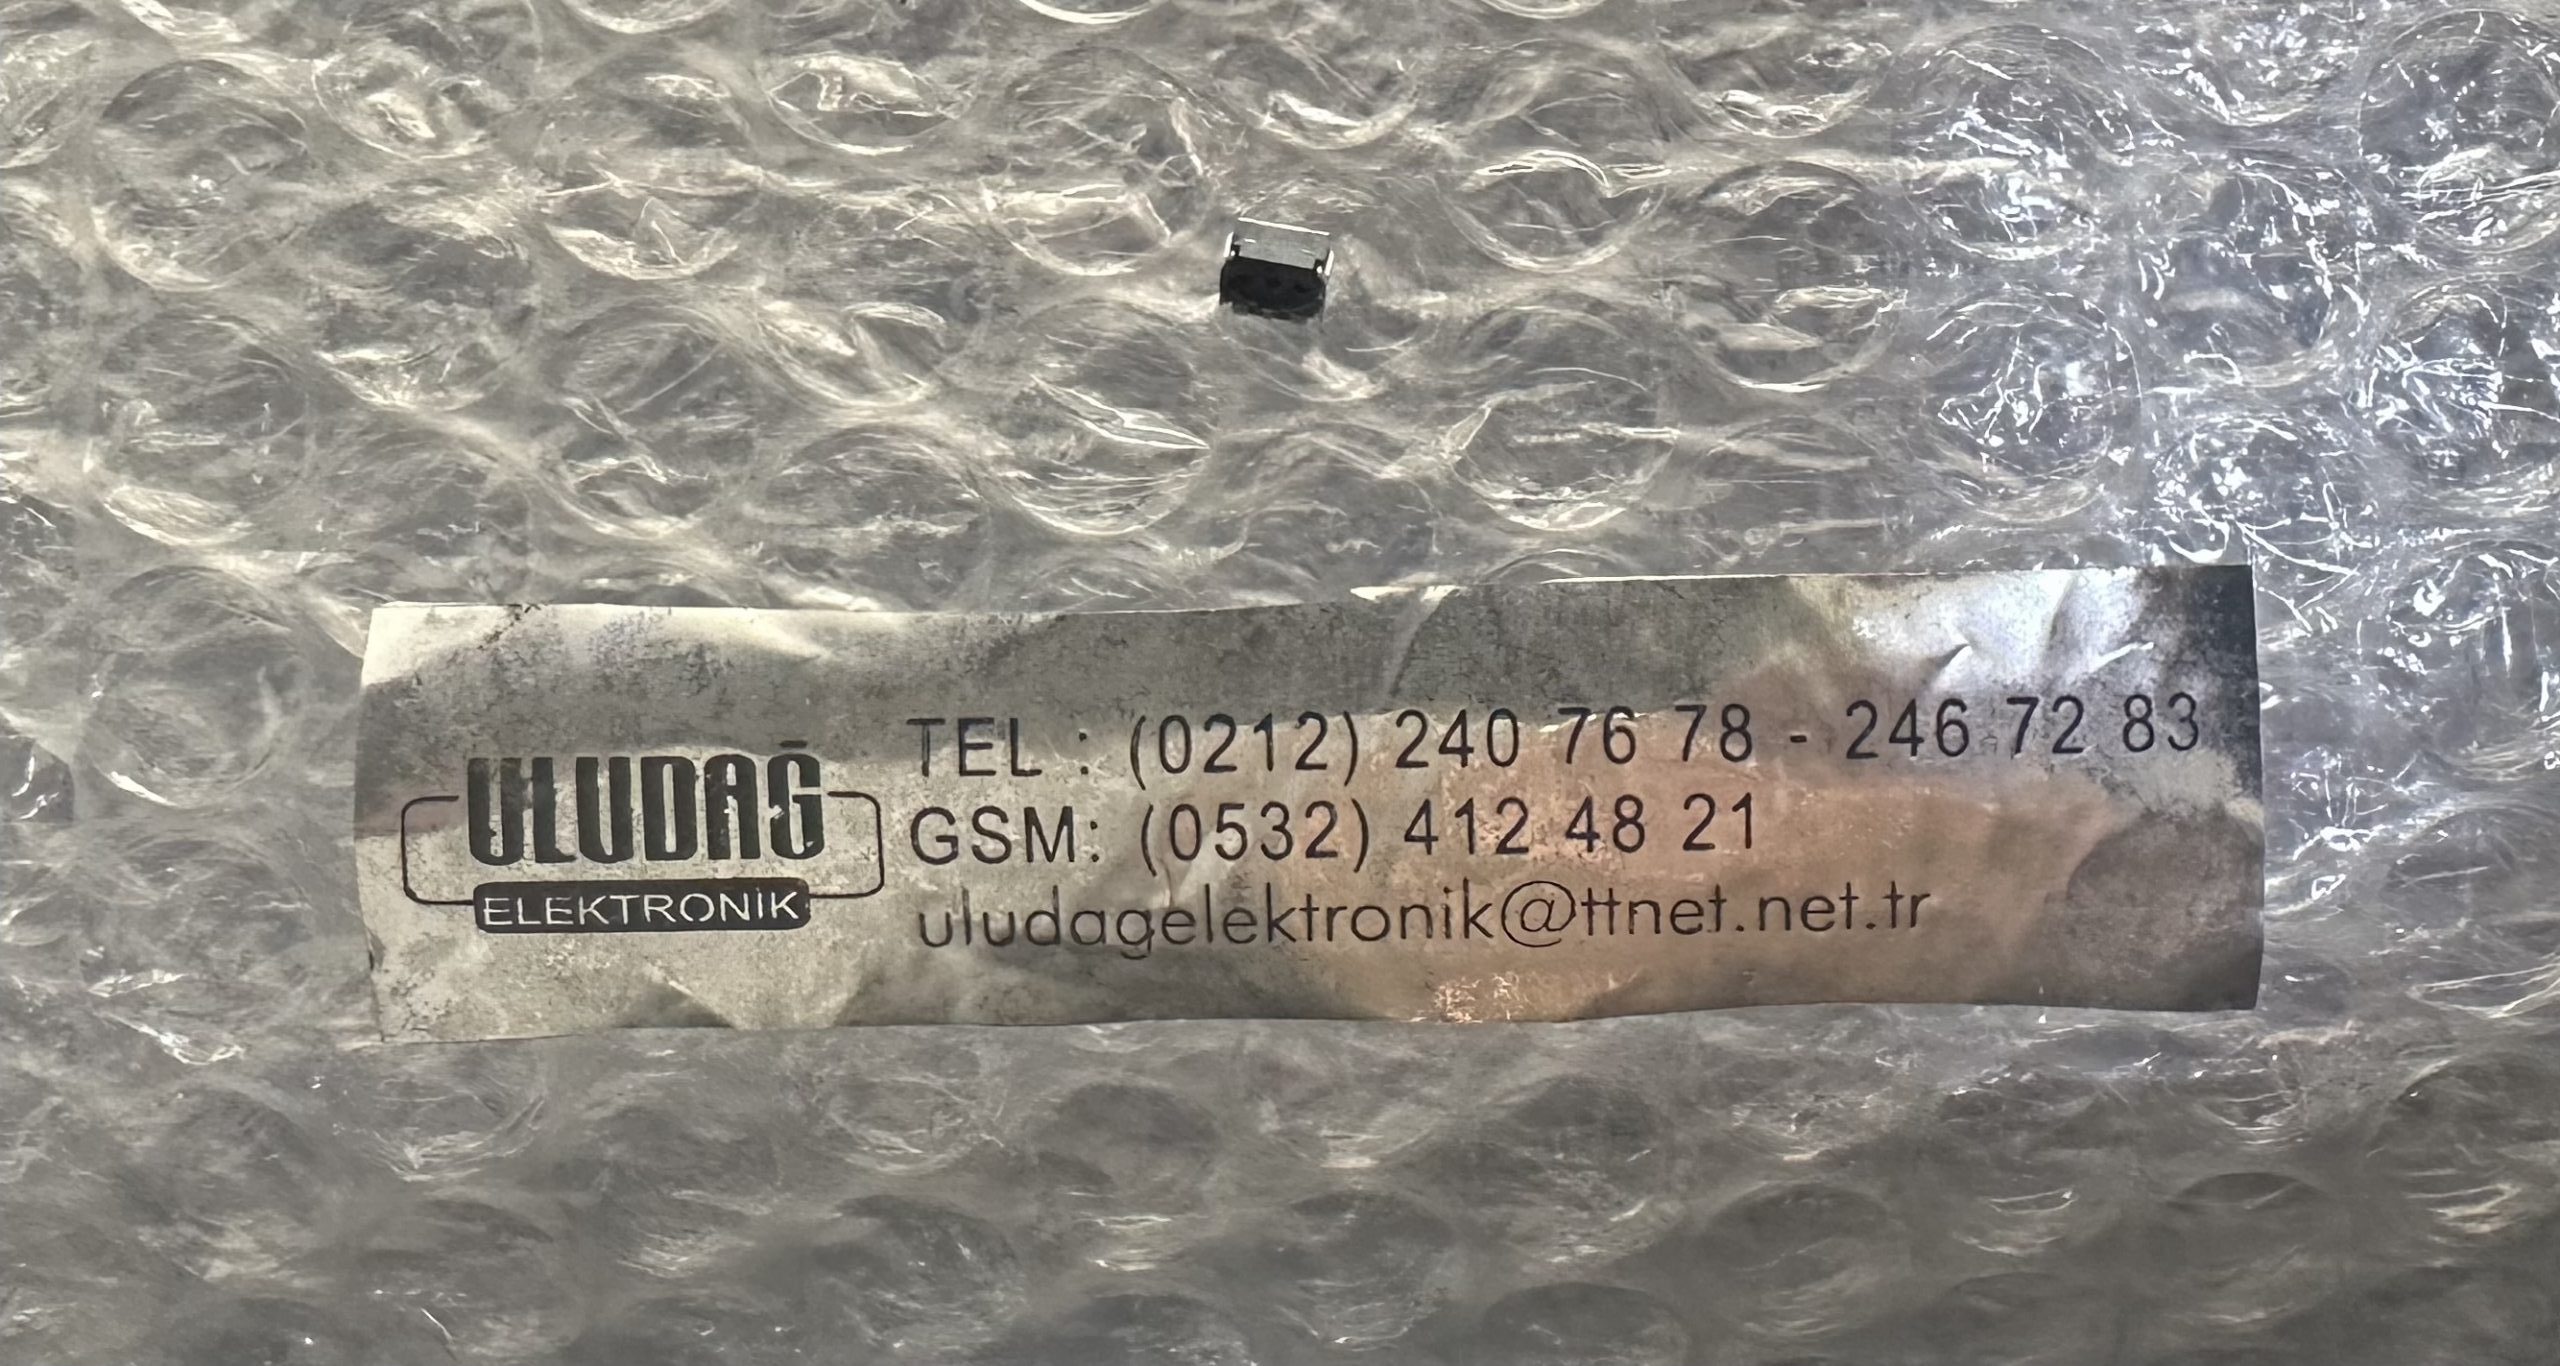 ULUDAĞ
ELEKTRONİK
TEL : (0212) 240 76 78 - 246 72 83
GSM: (0532) 412 48 21
uludagelektronik@ttnet.net.tr